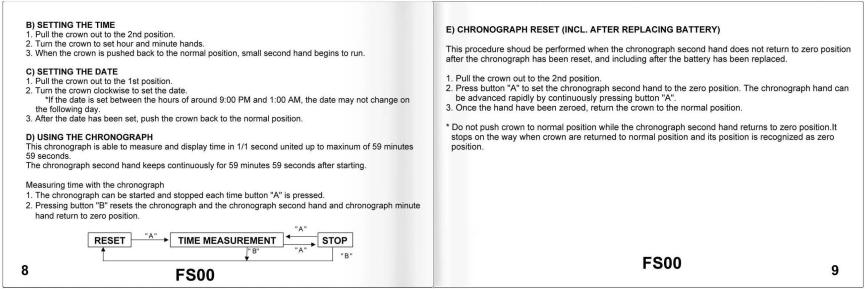 B) SETTING THE TIME
1. Pull the crown out to the 2nd position.
2. Turn the crown to set hour and minute hands.
3. When the crown is pushed back to the normal position, small second hand begins to run.
C) SETTING THE DATE
1. Pull the crown out to the 1st position.
2. Turn the crown clockwise to set the date.
*If the date is set between the hours of around 9:00 PM and 1:00 AM, the date may not change on
the following day.
3. After the date has been set, push the crown back to the normal position.
D) USING THE CHRONOGRAPH
This chronograph is able to measure and display time in 1/1 second united up to maxinum of 59 minutes
59 seconds.
The chronograph second hand keeps continuously for 59 minutes 59 seconds after starting.
Measuring time with the chronograph
1. The chronograph can be started and stopped each time button "A" is pressed.
2. Pressing button "B" resets the chronograph and the chronograph second hand and chronograph minute
hand return to zero position.
RESET "A" TIME MEASUREMENT "A" "A" STOP
"B" "B"
8 FS00
E) CHRONOGRAPH RESET (INCL. AFTER REPLACING BATTERY)
This procedure shoud be performed when the chronograph second hand does not return to zero position
after the chronograph has been reset, and including after the battery has been replaced.
1. Pull the crown out to the 2nd position.
2. Press button "A" to set the chronograph second hand to the zero position. The chronograph hand can
be advanced rapidly by continuously pressing button "A".
3. Once the hand have been zeroed, return the crown to the normal position.
* Do not push crown to normal position while the chronograph second hand returns to zero position.It
stops on the way when crown are returned to normal position and its position is recognized as zero
position.
FS00 9